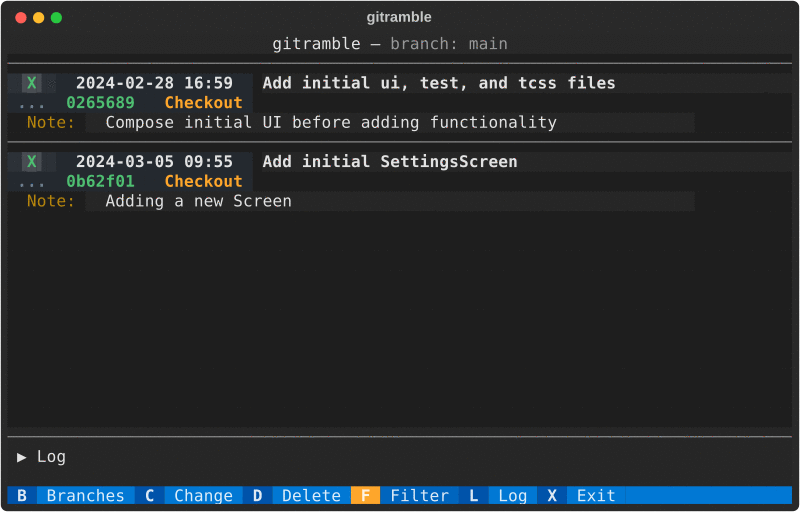 gitramble
gitramble — branch: main
X 2024-02-28 16:59 Add initial ui, test, and tcss files
... 0265689 Checkout
Note: Compose initial UI before adding functionality
X 2024-03-05 09:55 Add initial SettingsScreen
... 0b62f01 Checkout
Note: Adding a new Screen
▶ Log
B Branches C Change D Delete F Filter L Log X Exit